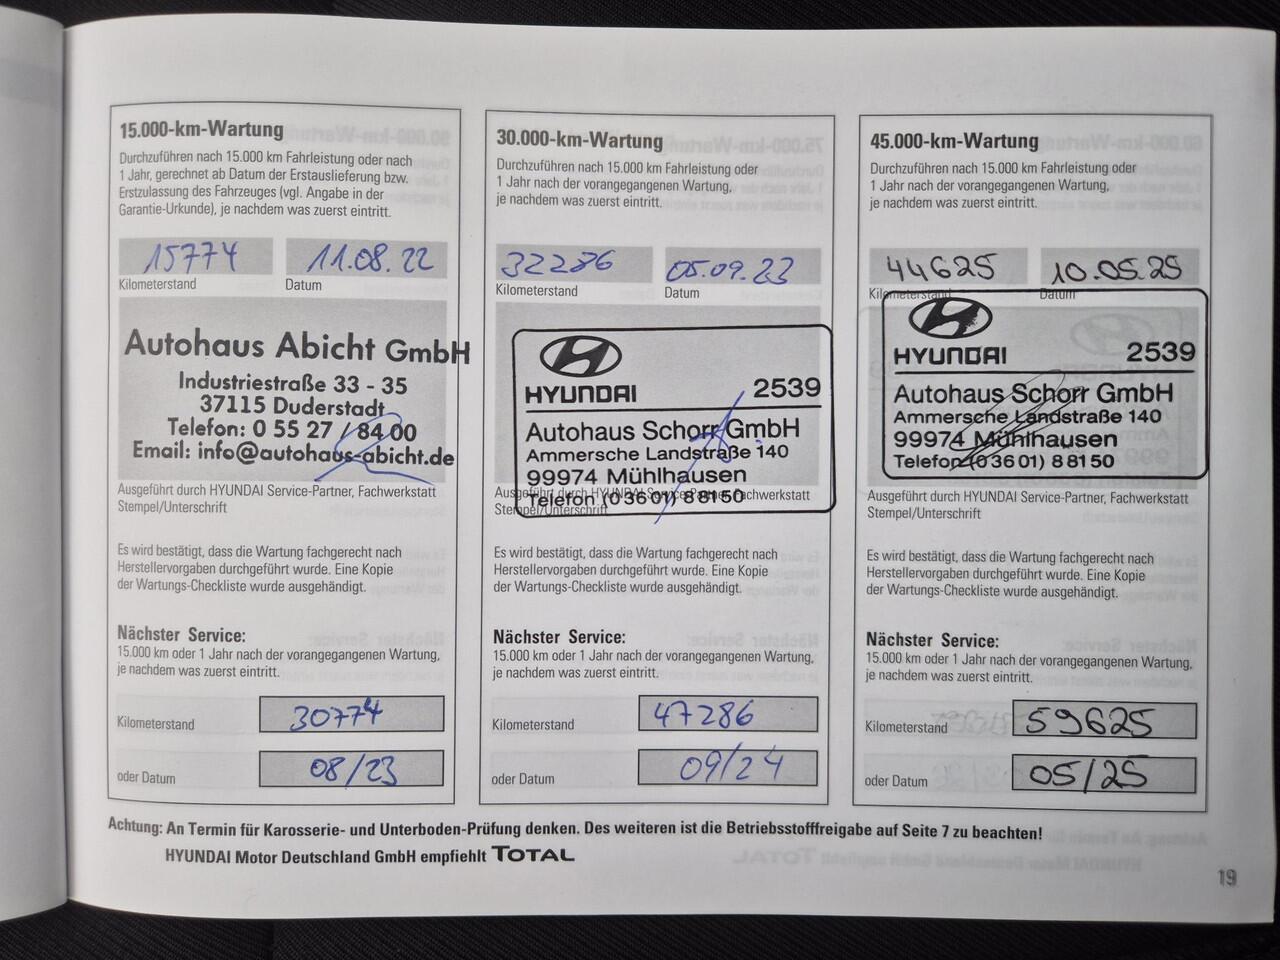 15.000-km-Wartung
Durchzuführen nach 15.000 km Fahrleistung oder nach
1 Jahr, gerechnet ab Datum der Erstauslieferung bzw.
Erstzulassung des Fahrzeuges (vgl. Angabe in der
Garantie-Urkunde), je nachdem was zuerst eintritt.
15774
11.08.22
Kilometerstand
Datum
Autohaus Abicht GmbH
Industriestraße 33 - 35
37115 Duderstadt
Telefon: 0 55 27 / 84 00
Email: info@autohaus-abicht.de
Ausgeführt durch HYUNDAI Service-Partner, Fachwerkstatt
Stempel/Unterschrift
Es wird bestätigt, dass die Wartung fachgerecht nach
Herstellervorgaben durchgeführt wurde. Eine Kopie
der Wartungs-Checkliste wurde ausgehändigt.
Nächster Service:
15.000 km oder 1 Jahr nach der vorangegangenen Wartung,
je nachdem was zuerst eintritt.
Kilometerstand 30774
oder Datum 08/23
30.000-km-Wartung
Durchzuführen nach 15.000 km Fahrleistung oder
1 Jahr nach der vorangegangenen Wartung,
je nachdem was zuerst eintritt.
32286
05.09.23
Kilometerstand
Datum
HYUNDAI 2539
Autohaus Schorr GmbH
Ammersche Landstraße 140
99974 Mühlhausen
Telefon (0 36 01) 8 81 50
Ausgeführt durch HYUNDAI Service-Partner, Fachwerkstatt
Stempel/Unterschrift
Es wird bestätigt, dass die Wartung fachgerecht nach
Herstellervorgaben durchgeführt wurde. Eine Kopie
der Wartungs-Checkliste wurde ausgehändigt.
Nächster Service:
15.000 km oder 1 Jahr nach der vorangegangenen Wartung,
je nachdem was zuerst eintritt.
Kilometerstand 47286
oder Datum 09/24
45.000-km-Wartung
Durchzuführen nach 15.000 km Fahrleistung oder
1 Jahr nach der vorangegangenen Wartung,
je nachdem was zuerst eintritt.
44625
10.05.25
Kilometerstand
Datum
HYUNDAI 2539
Autohaus Schorr GmbH
Ammersche Landstraße 140
99974 Mühlhausen
Telefon (0 36 01) 8 81 50
Ausgeführt durch HYUNDAI Service-Partner, Fachwerkstatt
Stempel/Unterschrift
Es wird bestätigt, dass die Wartung fachgerecht nach
Herstellervorgaben durchgeführt wurde. Eine Kopie
der Wartungs-Checkliste wurde ausgehändigt.
Nächster Service:
15.000 km oder 1 Jahr nach der vorangegangenen Wartung,
je nachdem was zuerst eintritt.
Kilometerstand 59625
oder Datum 05/25
Achtung: An Termin für Karosserie- und Unterboden-Prüfung denken. Des weiteren ist die Betriebsstofffreigabe auf Seite 7 zu beachten!
HYUNDAI Motor Deutschland GmbH empfiehlt TOTAL
19